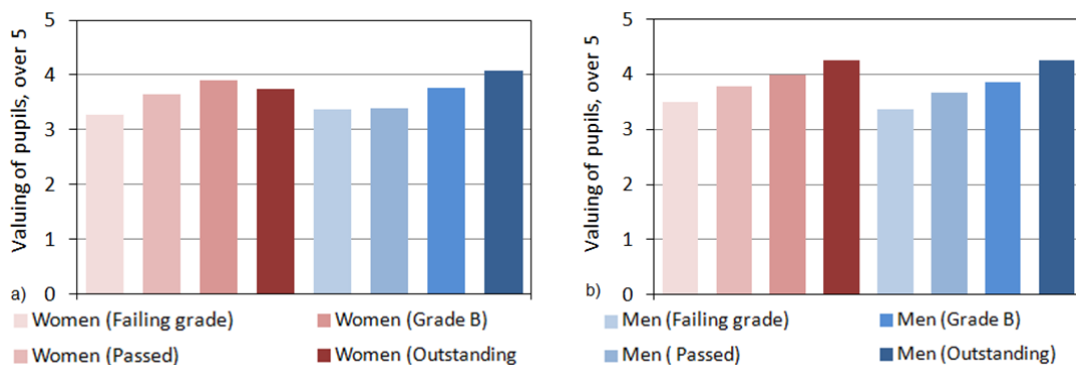 Valuing of pupils, over 5
5
4
3
2
1
0
a)
Women (Failing grade)
Women (Grade B)
Women (Passed)
Women (Outstanding
Valuing of pupils, over 5
5
4
3
2
1
0
b)
Men (Failing grade)
Men (Grade B)
Men ( Passed)
Men (Outstanding)